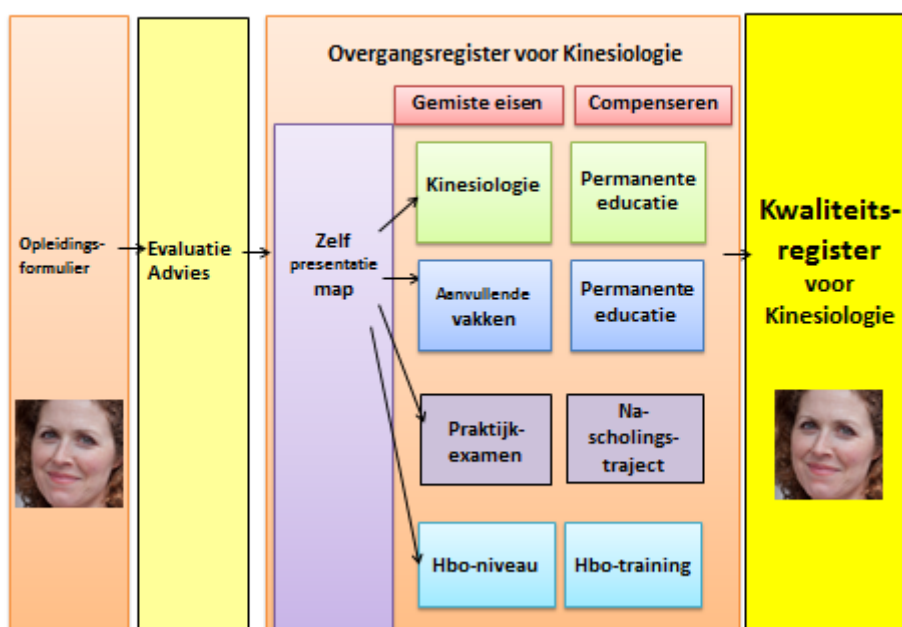 Opleidings-
formulier
Evaluatie
Advies
Overgangsregister voor Kinesiologie
Gemiste eisen
Compenseren
Zelf
presentatie
map
Kinesiologie
Permanente
educatie
Aanvullende
vakken
Permanente
educatie
Praktijk-
examen
Na-
scholings-
traject
Hbo-niveau
Hbo-training
Kwaliteits-
register
voor
Kinesiologie